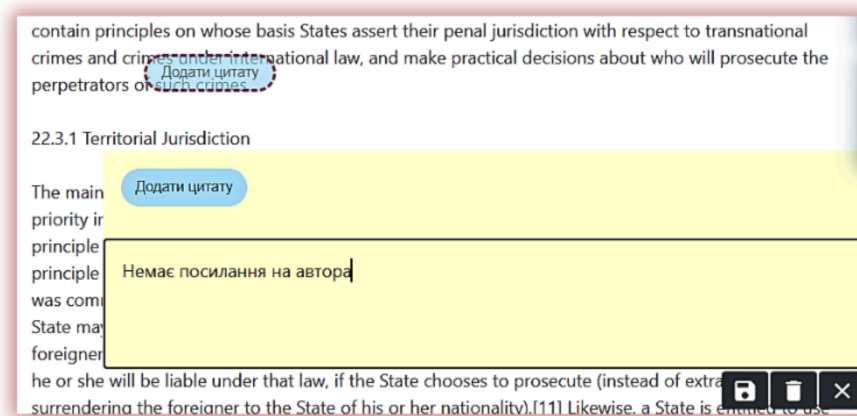 contain principles on whose basis States assert their penal jurisdiction with respect to transnational
crimes and crimes under international law, and make practical decisions about who will prosecute the
Додати цитату
perpetrators of such crimes
22.3.1 Territorial Jurisdiction
Додати цитату
The main
priority in
principle
Немає посилання на автора
principle
was com
State may
foreigner
he or she will be liable under that law, if the State chooses to prosecute (instead of extra
surrendering the foreigner to the State of his or her nationality).[11] Likewise, a State is entitled to use